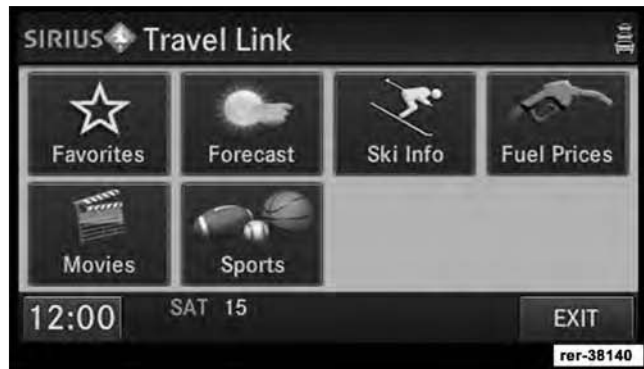 SIRIUS Travel Link
Favorites Forecast Ski Info Fuel Prices
Movies Sports
12:00 SAT 15 EXIT
rer-38140